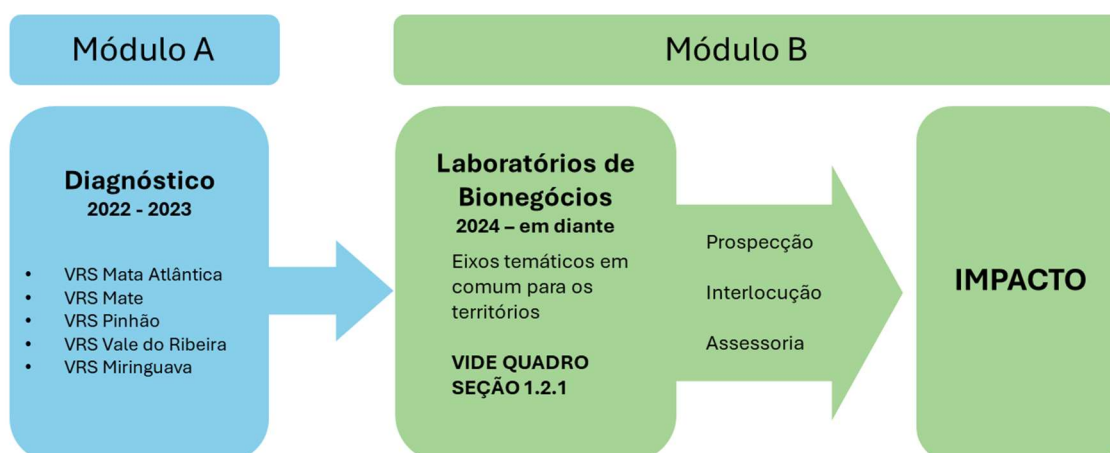 Módulo A
Módulo B
Diagnóstico
2022 - 2023
• VRS Mata Atlântica
• VRS Mate
• VRS Pinhão
• VRS Vale do Ribeira
• VRS Miringuava
Laboratórios de
Bionegócios
2024 – em diante
Eixos temáticos em
comum para os
territórios
VIDE QUADRO
SEÇÃO 1.2.1
Prospecção
Interlocução
Assessoria
IMPACTO